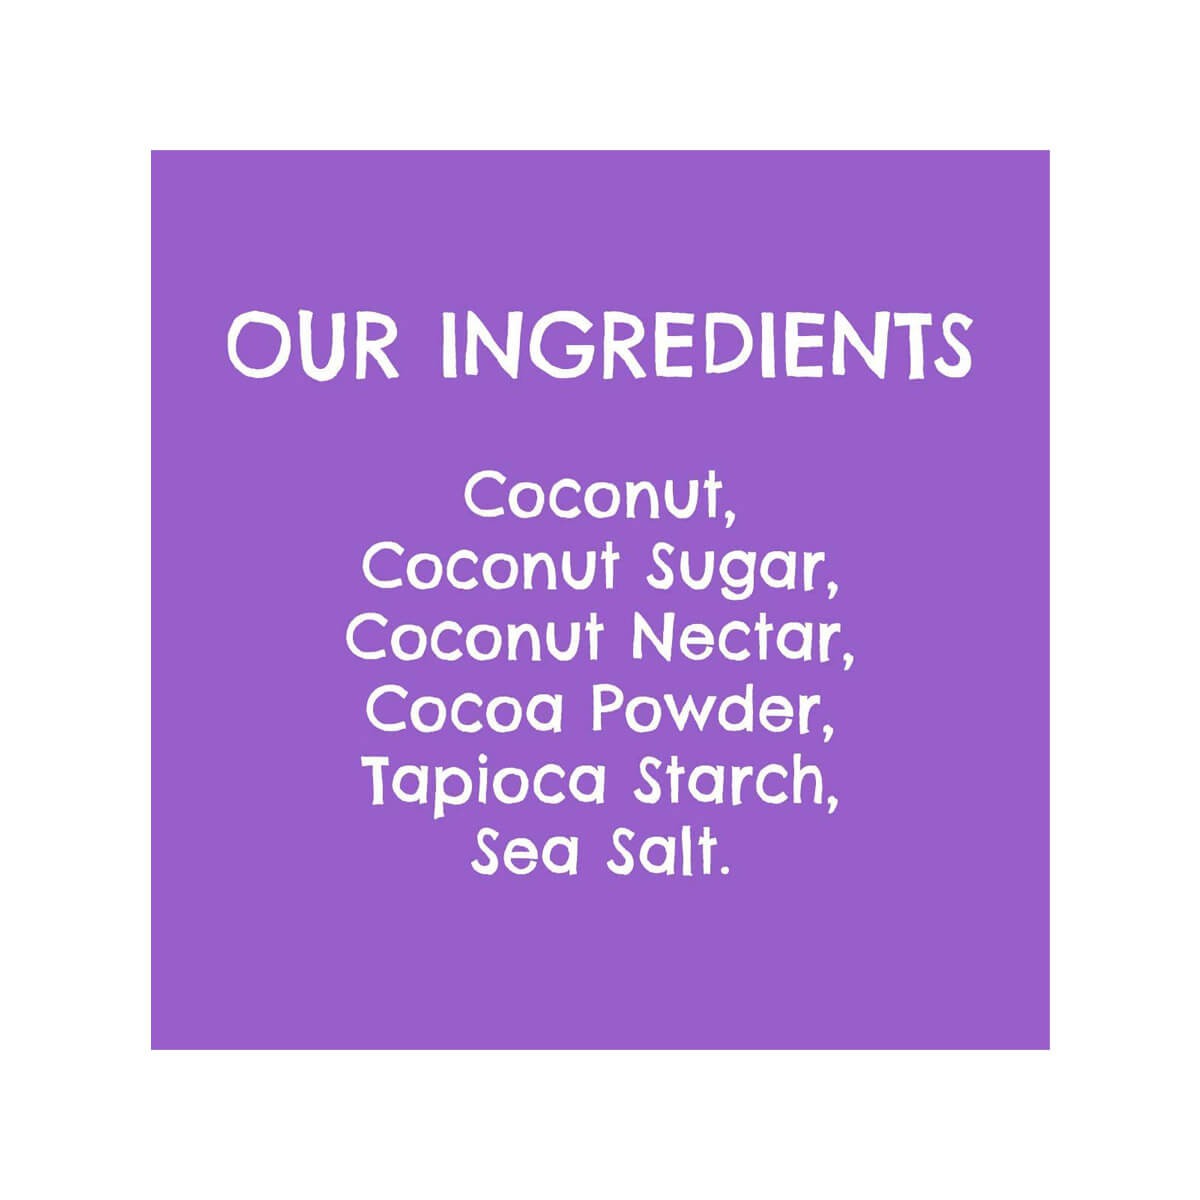 OUR INGREDIENTS
Coconut,
Coconut Sugar,
Coconut Nectar,
Cocoa Powder,
Tapioca Starch,
Sea Salt.